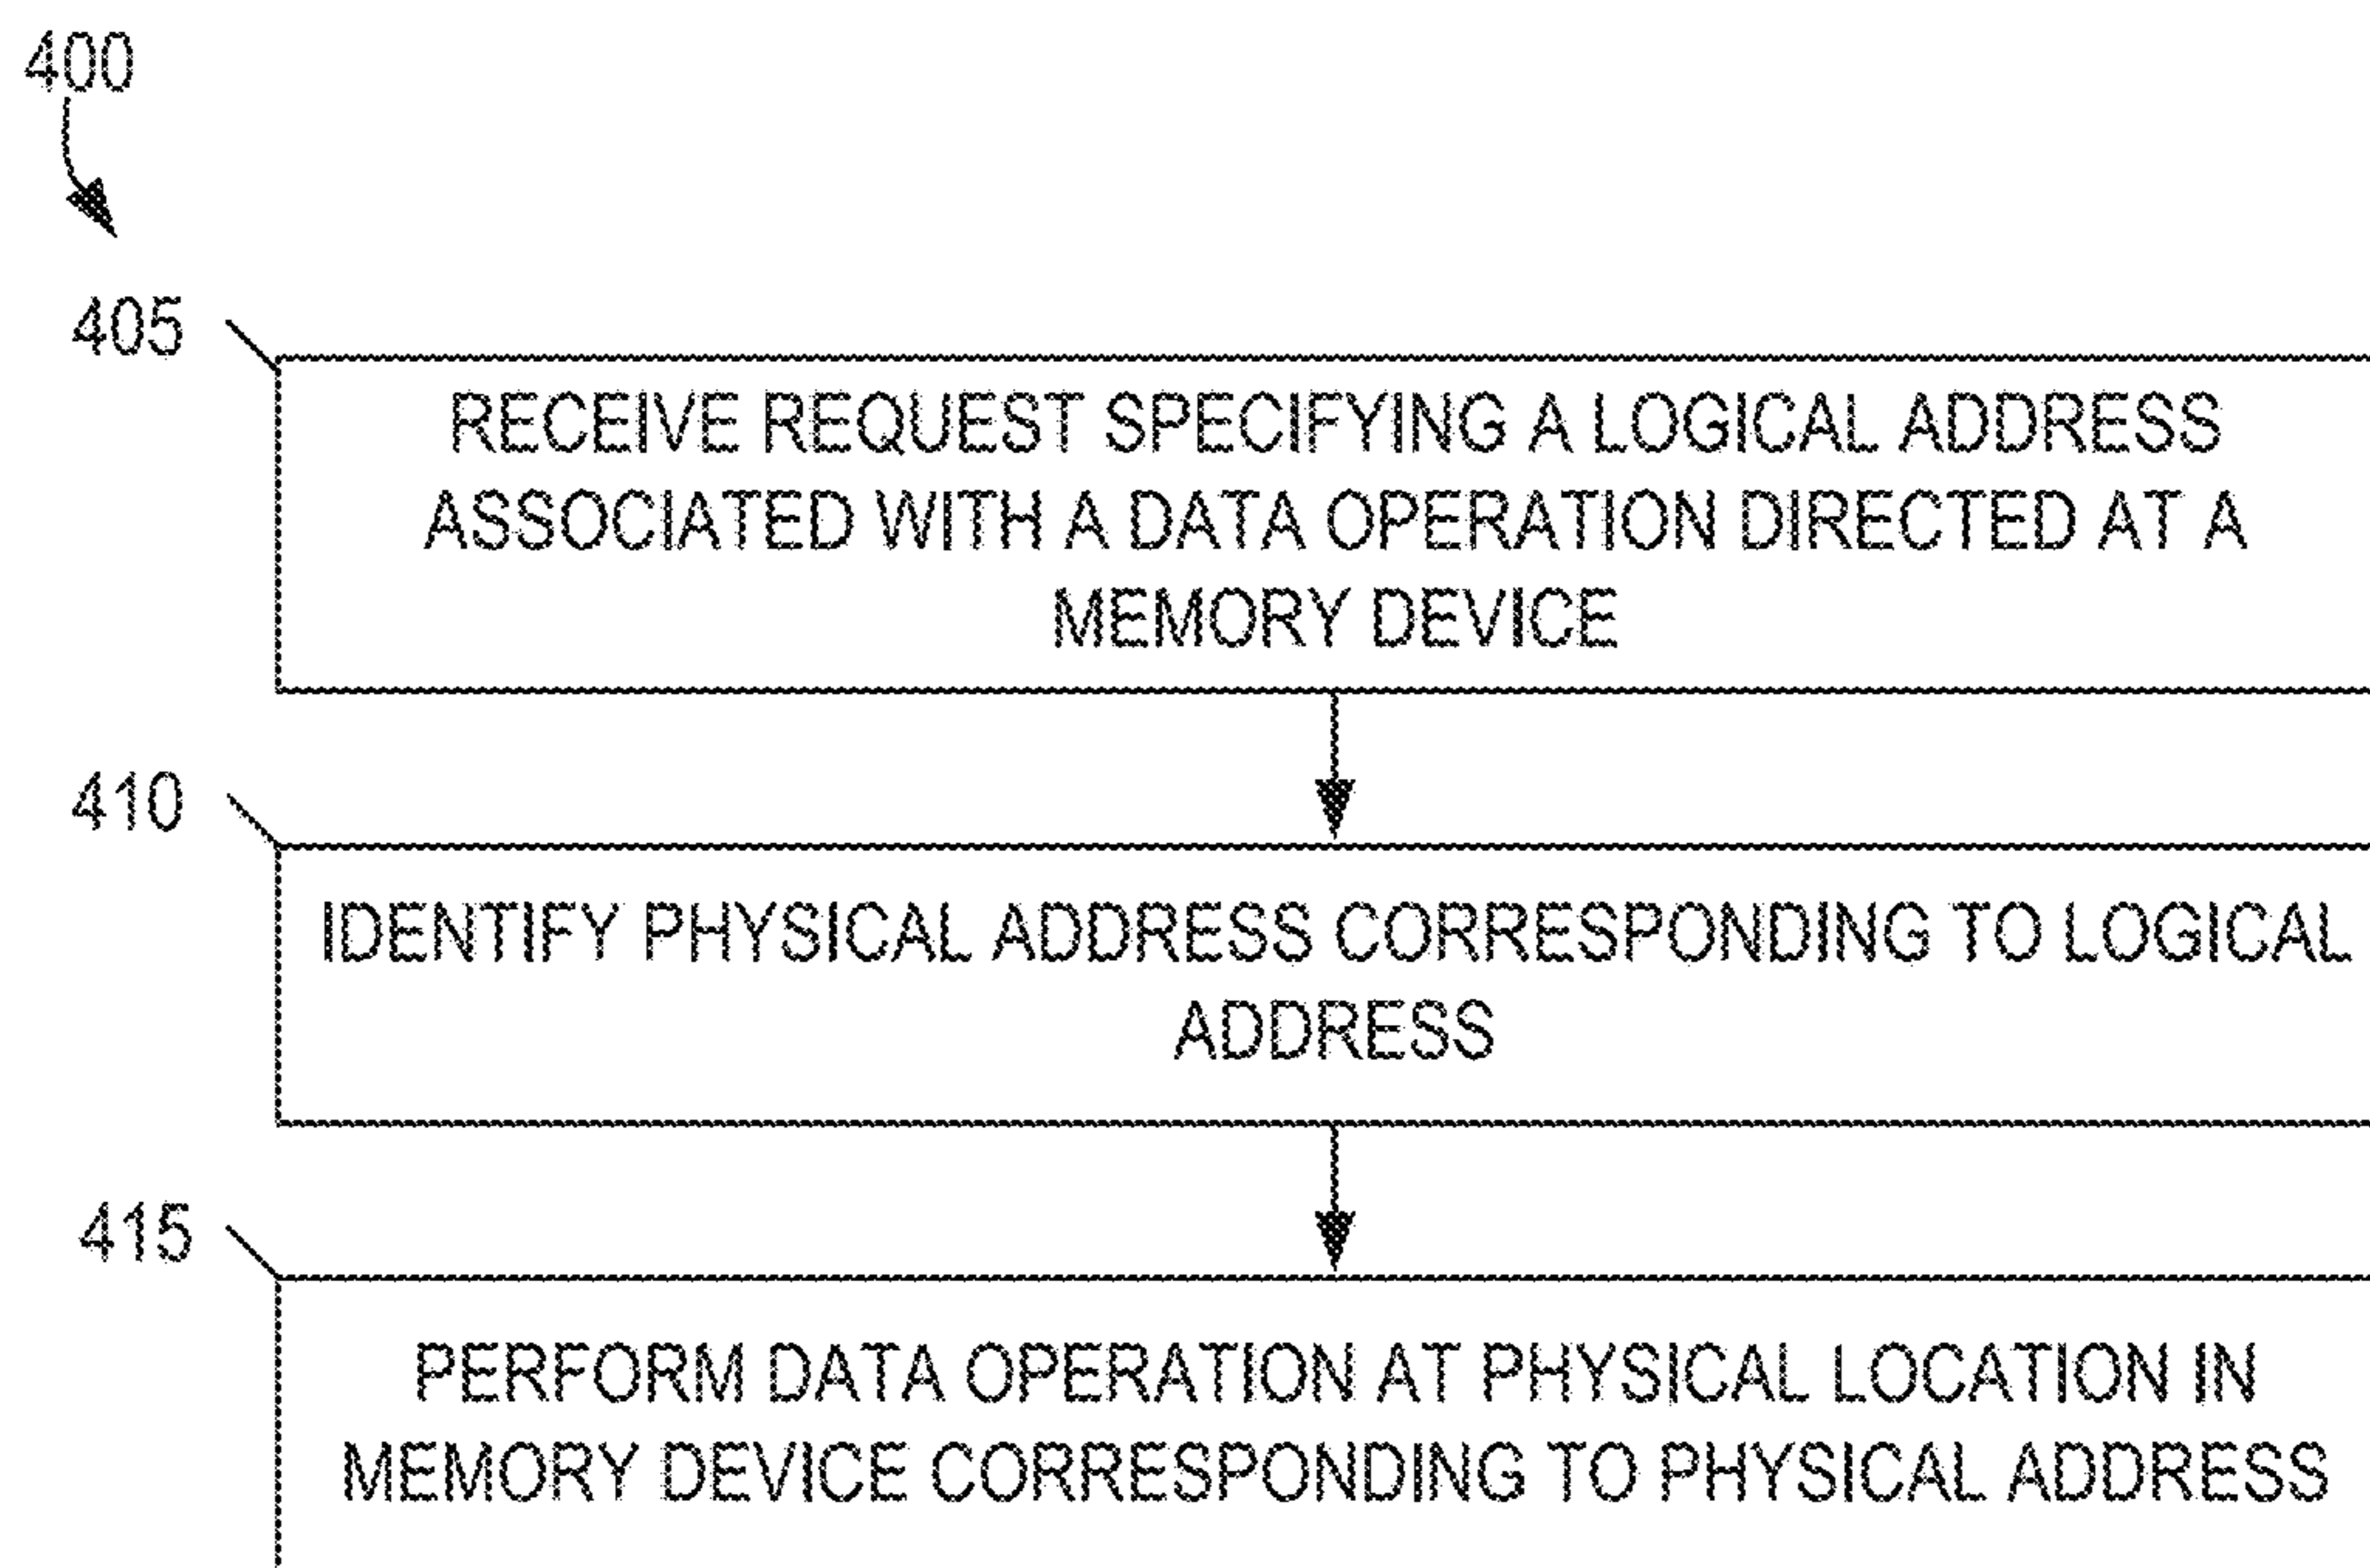 400
405
RECEIVE REQUEST SPECIFYING A LOGICAL ADDRESS
ASSOCIATED WITH A DATA OPERATION DIRECTED AT A
MEMORY DEVICE
410
IDENTIFY PHYSICAL ADDRESS CORRESPONDING TO LOGICAL
ADDRESS
415
PERFORM DATA OPERATION AT PHYSICAL LOCATION IN
MEMORY DEVICE CORRESPONDING TO PHYSICAL ADDRESS